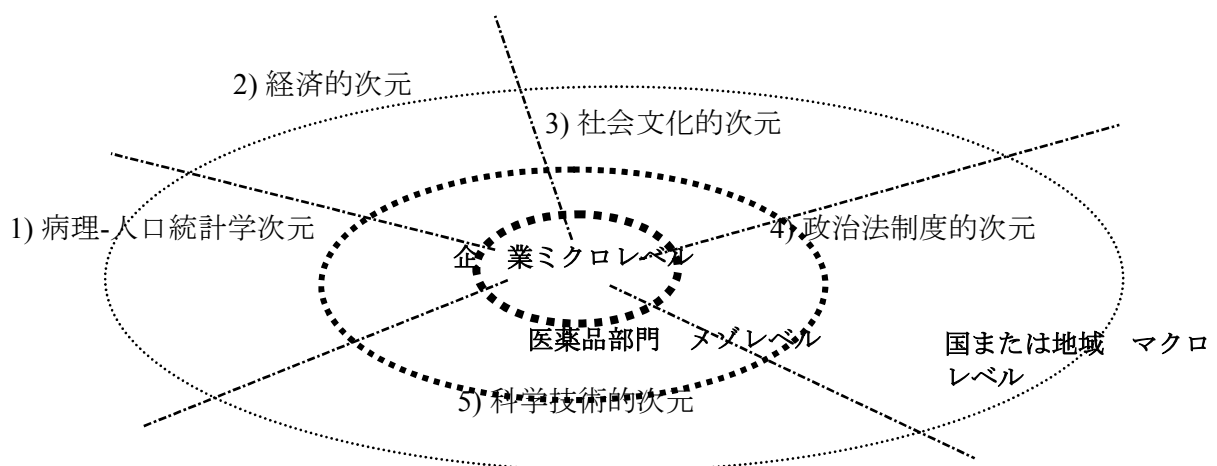 2) 経済的次元
3) 社会文化的次元
1) 病理-人口統計学次元
4) 政治法制度的次元
企　業ミクロレベル
医薬品部門　メゾレベル
国または地域　マクロ
レベル
5) 科学技術的次元